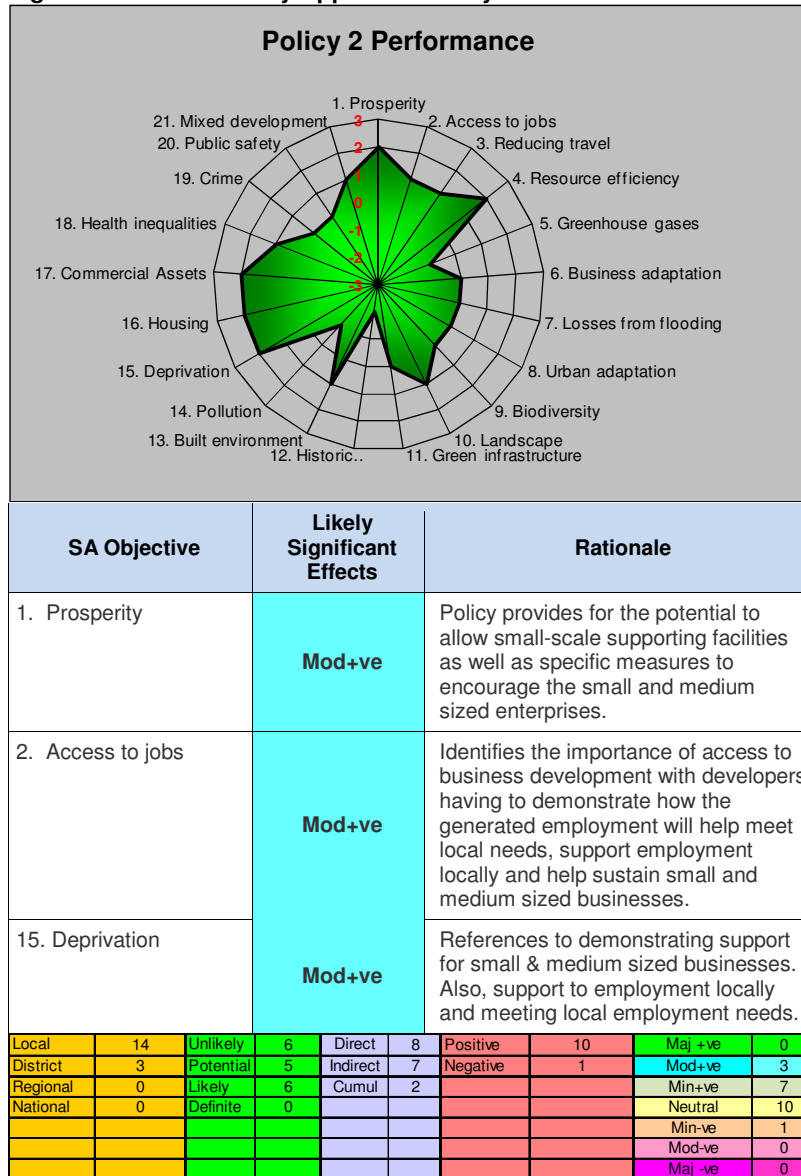 Policy 2 Performance
1. Prosperity
2. Access to jobs
3. Reducing travel
4. Resource efficiency
5. Greenhouse gases
6. Business adaptation
7. Losses from flooding
8. Urban adaptation
9. Biodiversity
10. Landscape
11. Green infrastructure
12. Historic..
13. Built environment
14. Pollution
15. Deprivation
16. Housing
17. Commercial Assets
18. Health inequalities
19. Crime
20. Public safety
21. Mixed development
3
2
1
0
-1
-2
-3
SA Objective
Likely
Significant
Effects
Rationale
1. Prosperity
Mod+ve
Policy provides for the potential to
allow small-scale supporting facilities
as well as specific measures to
encourage the small and medium
sized enterprises.
2. Access to jobs
Mod+ve
Identifies the importance of access to
business development with developers
having to demonstrate how the
generated employment will help meet
local needs, support employment
locally and help sustain small and
medium sized businesses.
15. Deprivation
Mod+ve
References to demonstrating support
for small & medium sized businesses.
Also, support to employment locally
and meeting local employment needs.
Local 14 Unlikely 6 Direct 8 Positive 10 Maj +ve 0
District 3 Potential 5 Indirect 7 Negative 1 Mod+ve 3
Regional 0 Likely 6 Cumul 2 Min+ve 7
National 0 Definite 0 Neutral 10
Min-ve 1
Mod-ve 0
Maj -ve 0